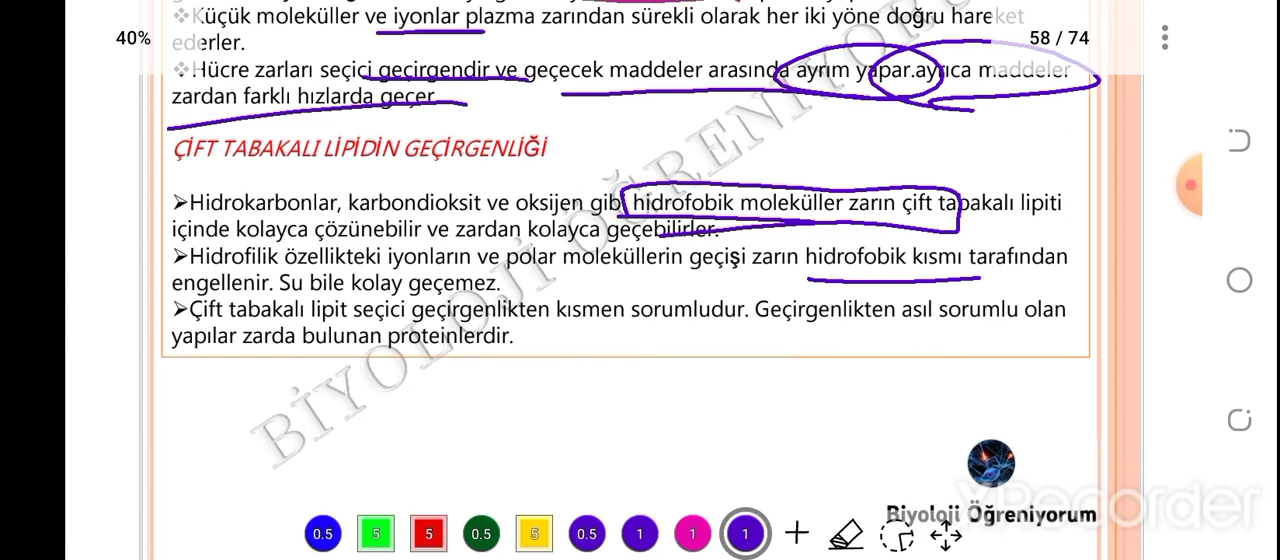 ❖Küçük moleküller ve iyonlar plazma zarından sürekli olarak her iki yöne doğru hareket
40%
58 / 74
ederler.
❖Hücre zarları seçici geçirgendir ve geçecek maddeler arasında ayrım yapar.ayrıca maddeler
zardan farklı hızlarda geçer
ÇİFT TABAKALI LİPİDİN GEÇİRGENLİĞİ
➢Hidrokarbonlar, karbondioksit ve oksijen gibi hidrofobik moleküller zarın çift tabakalı lipiti
içinde kolayca çözünebilir ve zardan kolayca geçebilirler.
➢Hidrofilik özellikteki iyonların ve polar moleküllerin geçişi zarın hidrofobik kısmı tarafından
engellenir. Su bile kolay geçemez.
➢Çift tabakalı lipit seçici geçirgenlikten kısmen sorumludur. Geçirgenlikten asıl sorumlu olan
yapılar zarda bulunan proteinlerdir.
BİYOLOJİ ÖĞRENİYORUM
XRecorder
Biyoloji Öğreniyorum
0.5 5 5 0.5 5 0.5 1 1 1